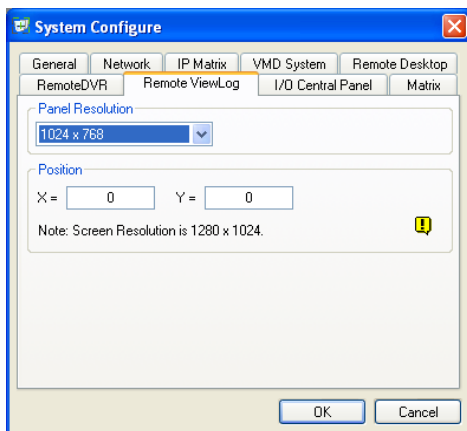 System Configure
General Network IP Matrix VMD System Remote Desktop
RemoteDVR Remote ViewLog I/O Central Panel Matrix
Panel Resolution
1024 x 768
Position
X = 0 Y = 0
Note: Screen Resolution is 1280 x 1024.
OK Cancel